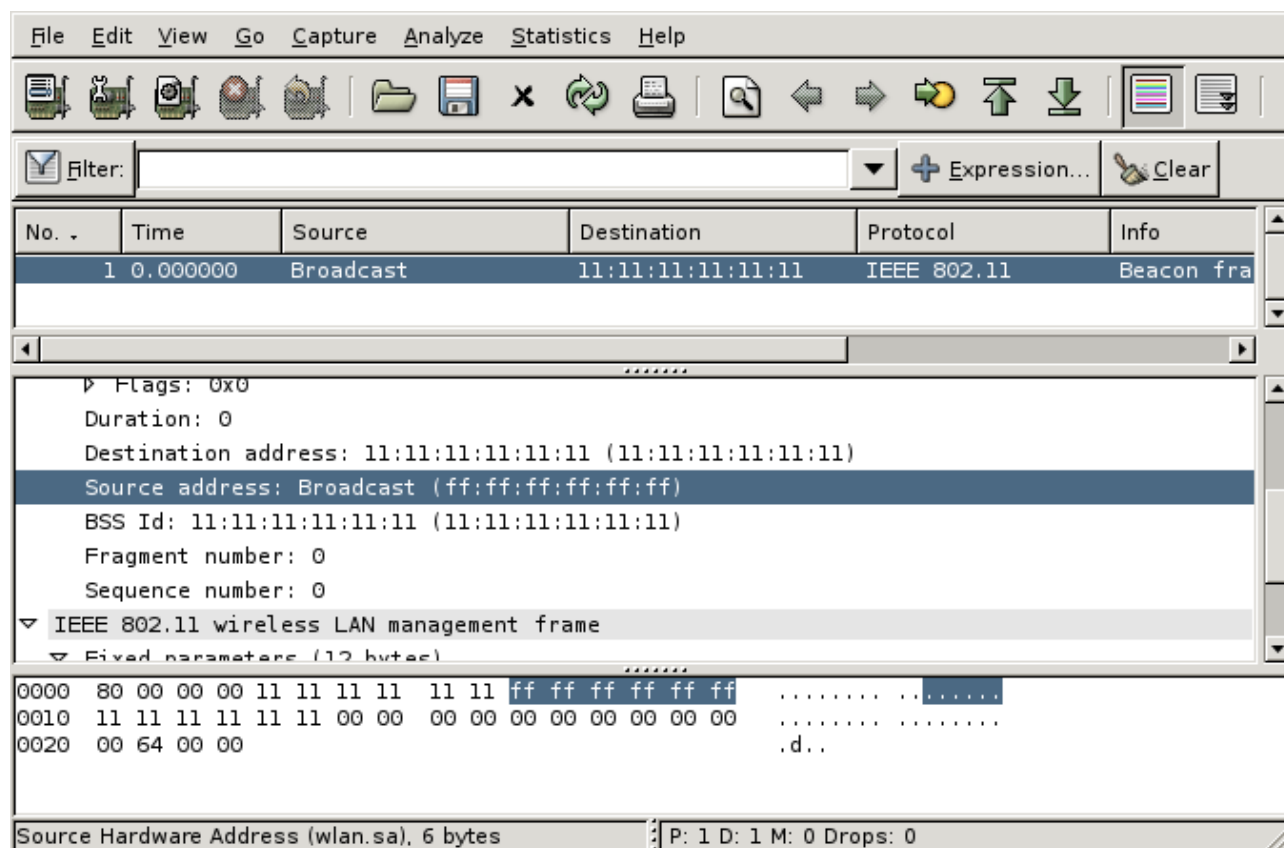 File Edit View Go Capture Analyze Statistics Help
Filter: Expression... Clear
No. . Time Source Destination Protocol Info
1 0.000000 Broadcast 11:11:11:11:11:11 IEEE 802.11 Beacon fra
Flags: 0x0
Duration: 0
Destination address: 11:11:11:11:11:11 (11:11:11:11:11:11)
Source address: Broadcast (ff:ff:ff:ff:ff:ff)
BSS Id: 11:11:11:11:11:11 (11:11:11:11:11:11)
Fragment number: 0
Sequence number: 0
IEEE 802.11 wireless LAN management frame
Fixed parameters (12 bytes)
0000 80 00 00 00 11 11 11 11 11 11 ff ff ff ff ff ff ........ ........
0010 11 11 11 11 11 11 00 00 00 00 00 00 00 00 00 00 ........ ........
0020 00 64 00 00 .d..
Source Hardware Address (wlan.sa), 6 bytes P: 1 D: 1 M: 0 Drops: 0